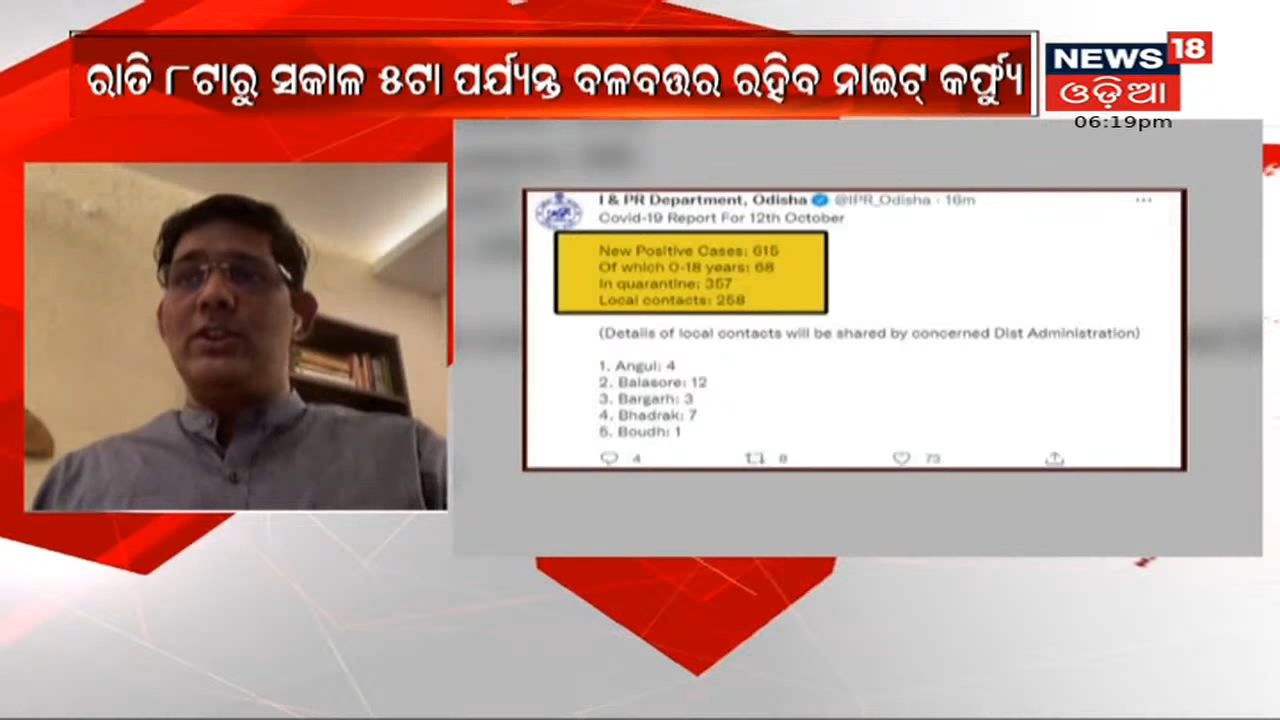 ରାତି ୮ଟାରୁ ସକାଳ ୫ଟା ପର୍ଯ୍ୟନ୍ତ ବଳବତ୍ତର ରହିବ ନାଇଟ୍ କର୍ଫ୍ୟୁ
NEWS 18
ଓଡ଼ିଆ
06:19pm
I & PR Department, Odisha @IPR_Odisha · 16m
Covid-19 Report For 12th October
New Positive Cases: 615
Of which 0-18 years: 68
In quarantine: 357
Local contacts: 258
(Details of local contacts will be shared by concerned Dist Administration)
1. Angul: 4
2. Balasore: 12
3. Bargarh: 3
4. Bhadrak: 7
5. Boudh: 1
4 8 73